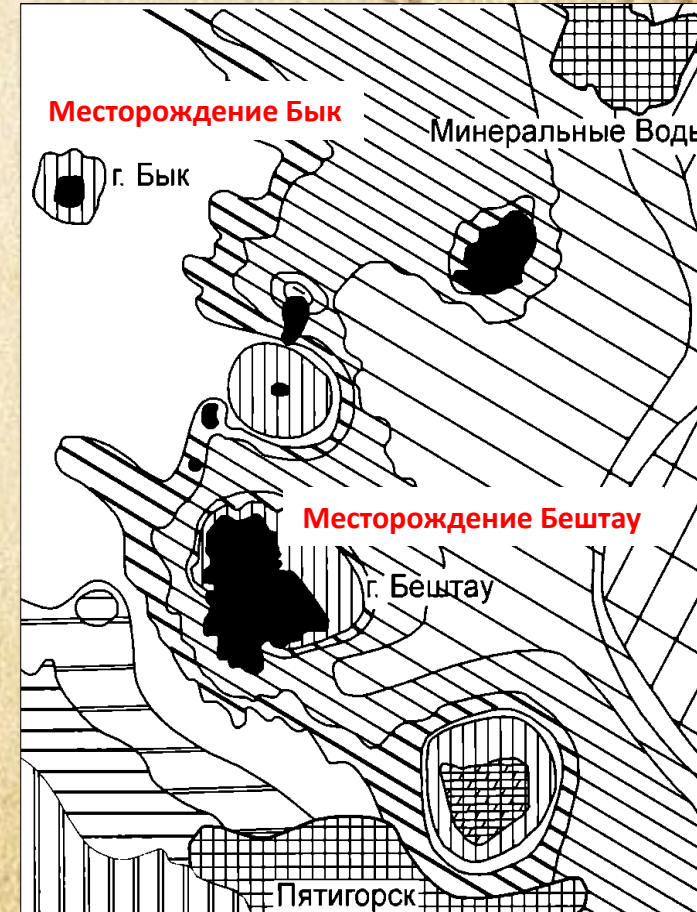 Месторождение Бык
Минеральные Воды
г. Бык
Месторождение Бештау
г. Бештау
Пятигорск